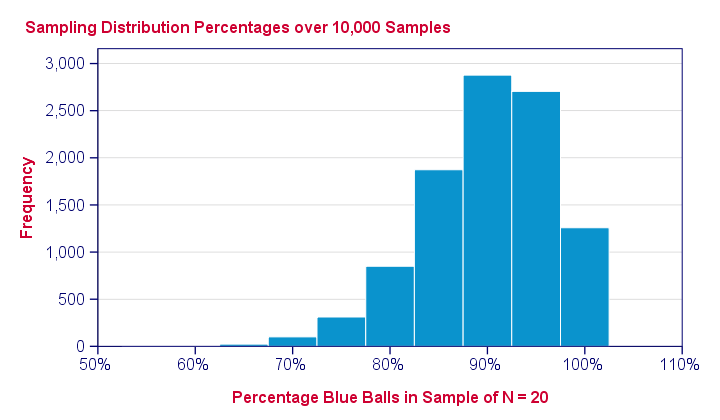 Sampling Distribution Percentages over 10,000 Samples
3,000
2,500
2,000
1,500
1,000
500
0
Frequency
50% 60% 70% 80% 90% 100% 110%
Percentage Blue Balls in Sample of N = 20